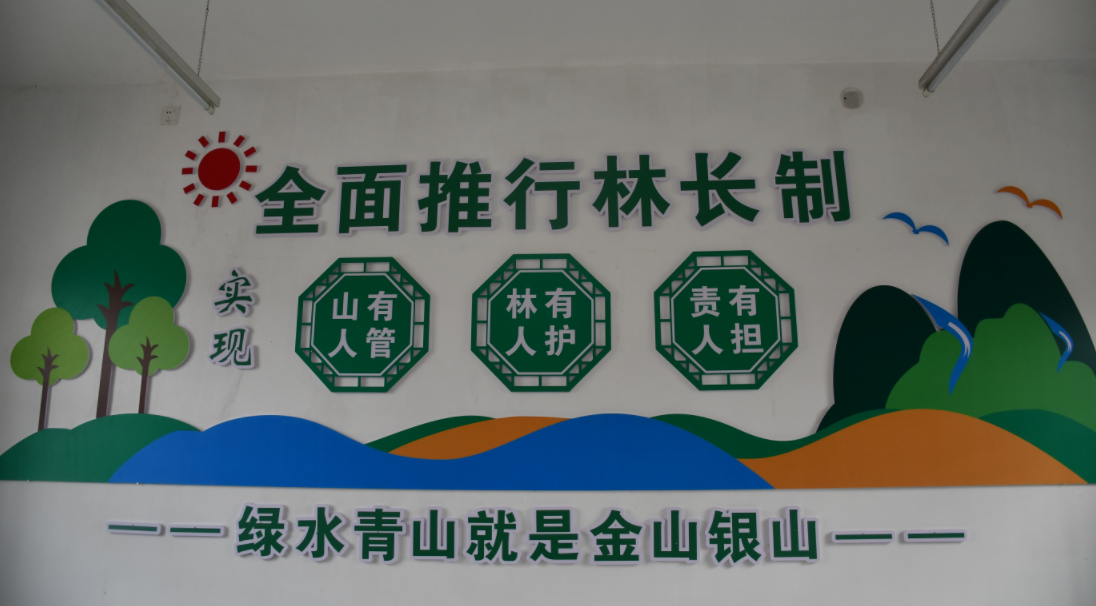 全面推行林长制
实现
山有
人管
林有
人护
责有
人担
——绿水青山就是金山银山——